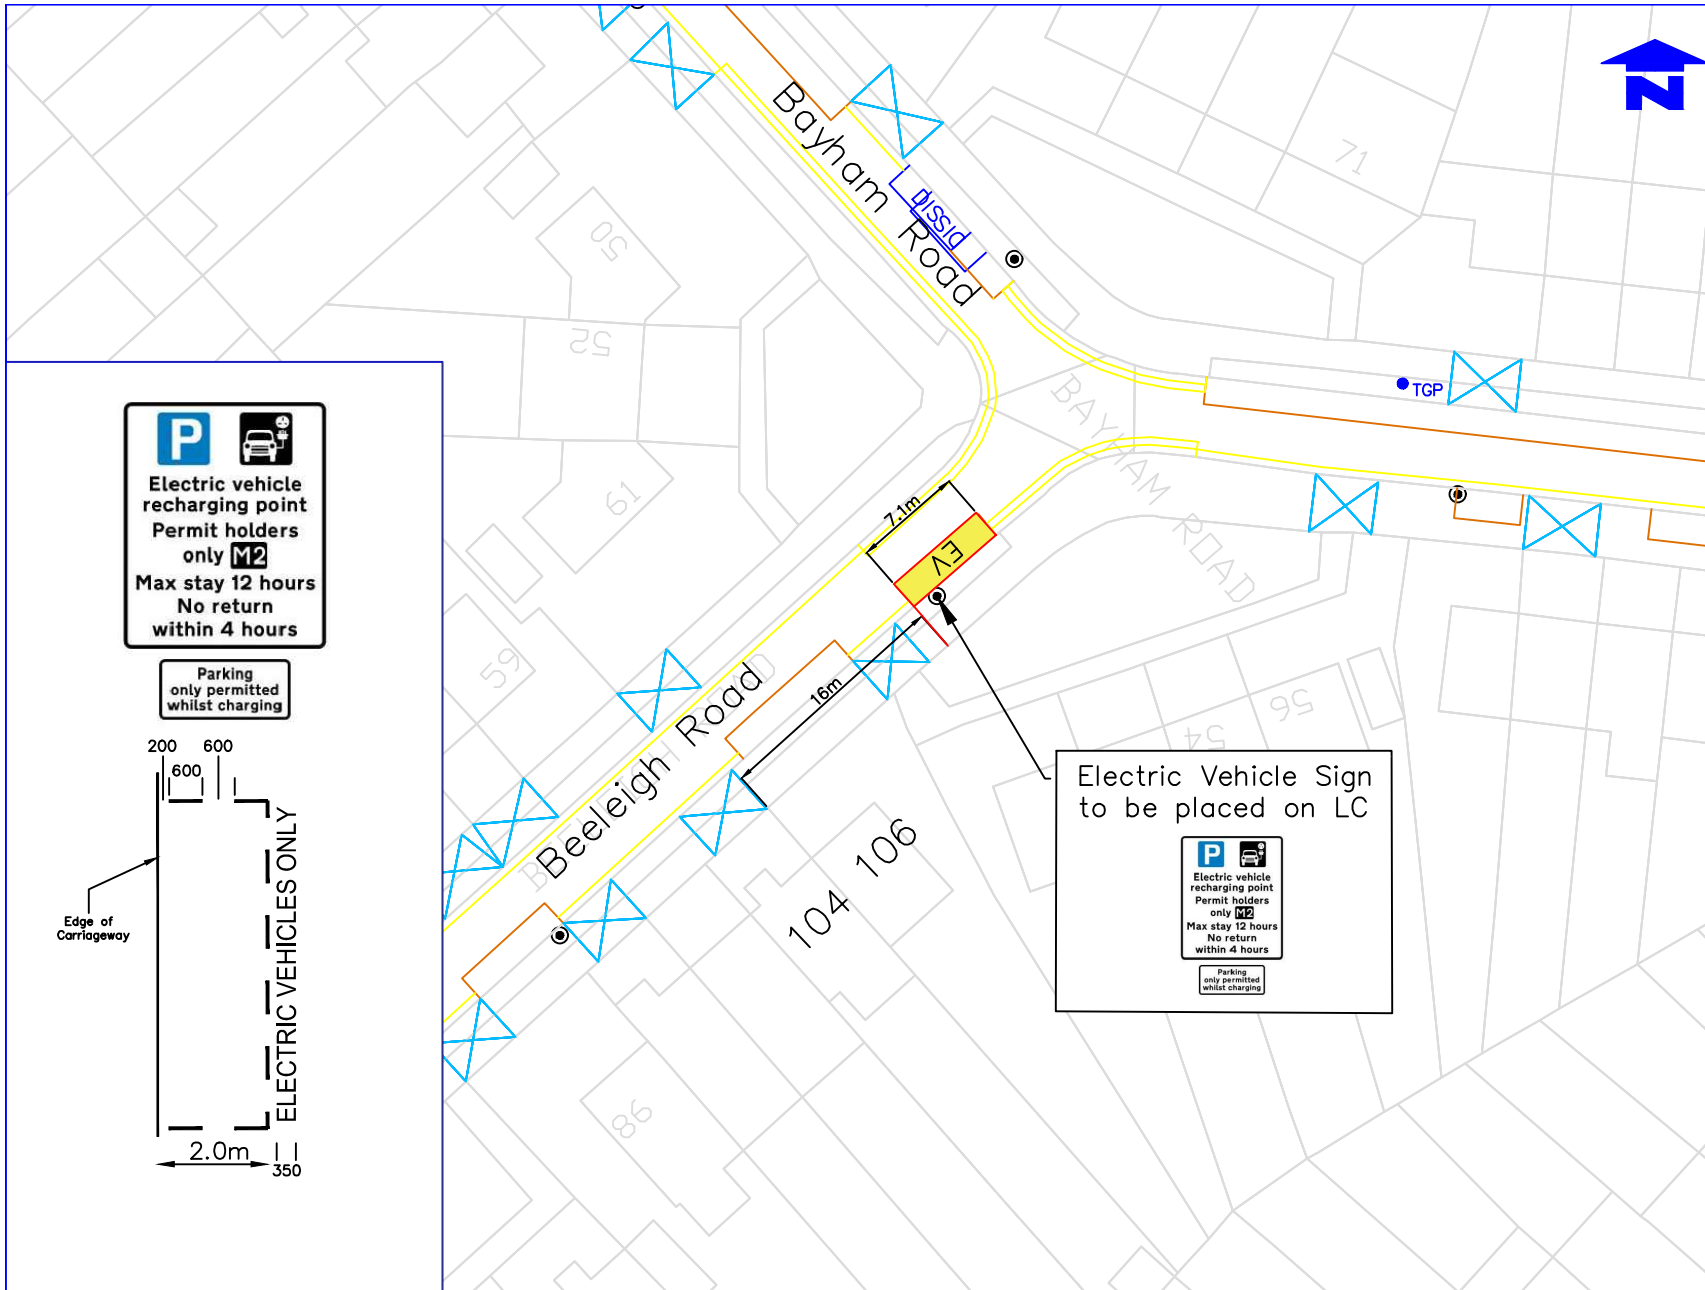 Bayham Road
DISSID
N
71
50
52
TGP
BAYHAM ROAD
61
7.1m
EV
59
16m
Beeleigh Road
54
56
104
106
98
P
Electric vehicle
recharging point
Permit holders
only M2
Max stay 12 hours
No return
within 4 hours
Parking
only permitted
whilst charging
200
600
600
Edge of
Carriageway
ELECTRIC VEHICLES ONLY
2.0m
350
Electric Vehicle Sign
to be placed on LC
P
Electric vehicle
recharging point
Permit holders
only M2
Max stay 12 hours
No return
within 4 hours
Parking
only permitted
whilst charging